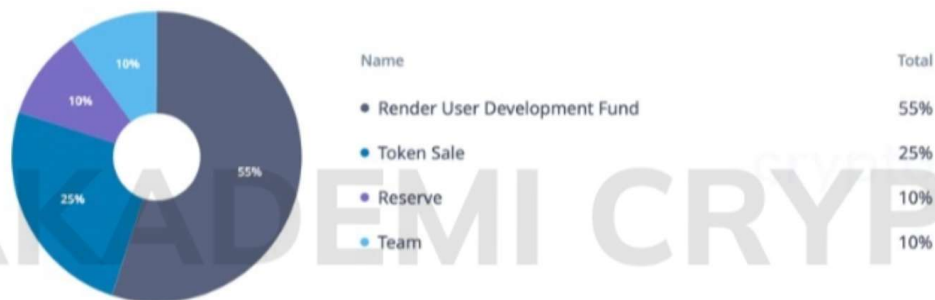 Name Total
10%
10%
Render User Development Fund 55%
Token Sale 25%
55%
25%
Reserve 10%
Team 10%
AKADEMI CRYP